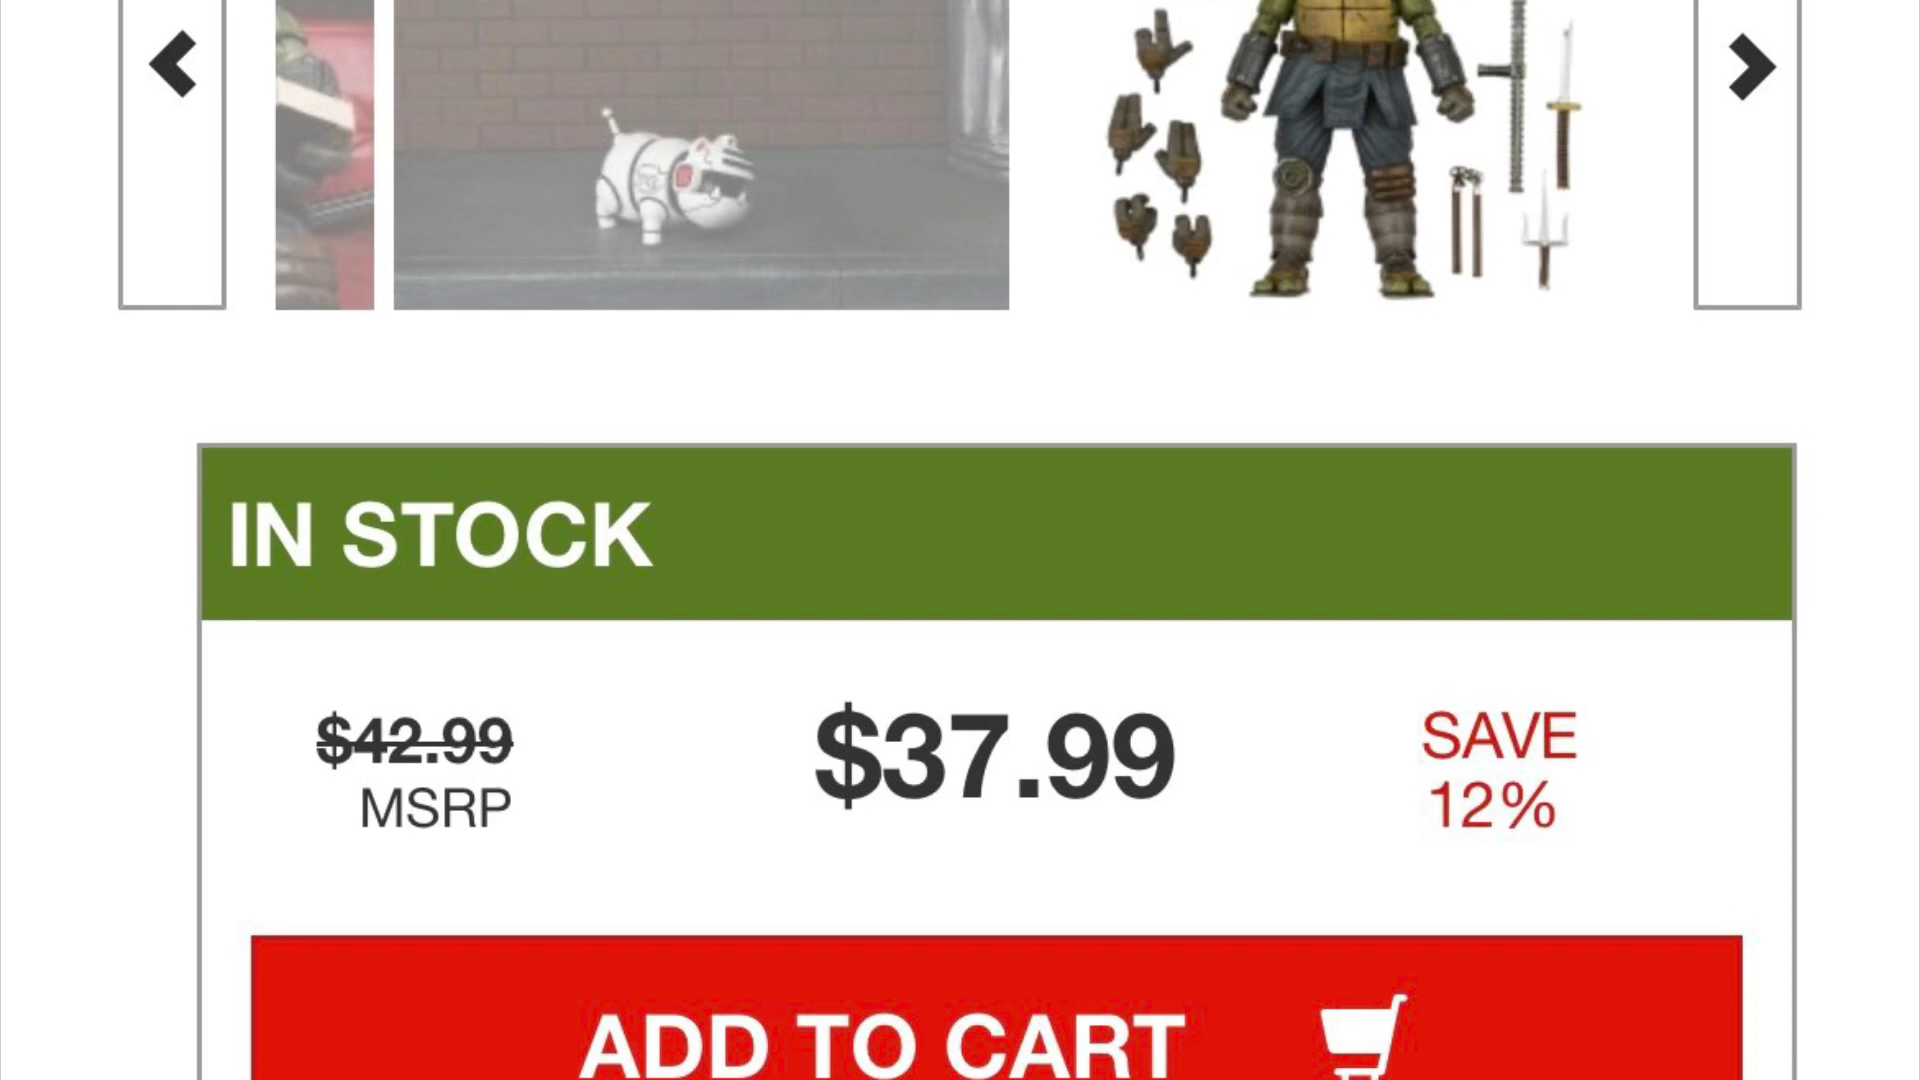 IN STOCK
$42.99
MSRP
$37.99
SAVE
12%
ADD TO CART